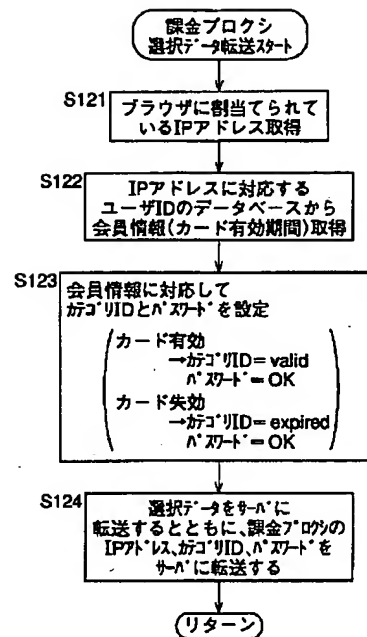 課金プロクシ
選択データ転送スタート
S121
ブラウザに割当てられて
いるIPアドレス取得
S122
IPアドレスに対応する
ユーザIDのデータベースから
会員情報(カード有効期間)取得
S123
会員情報に対応して
ｶﾃｺﾞﾘIDとﾊﾟｽﾜｰﾄﾞを設定
カード有効
→ｶﾃｺﾞﾘID=valid
ﾊﾟｽﾜｰﾄﾞ=OK
カード失効
→ｶﾃｺﾞﾘID=expired
ﾊﾟｽﾜｰﾄﾞ=OK
S124
選択データをｻｰﾊﾞに
転送するとともに、課金ﾌﾟﾛｸｼの
IPｱﾄﾞﾚｽ､ｶﾃｺﾞﾘID､ﾊﾟｽﾜｰﾄﾞを
ｻｰﾊﾞに転送する
リターン